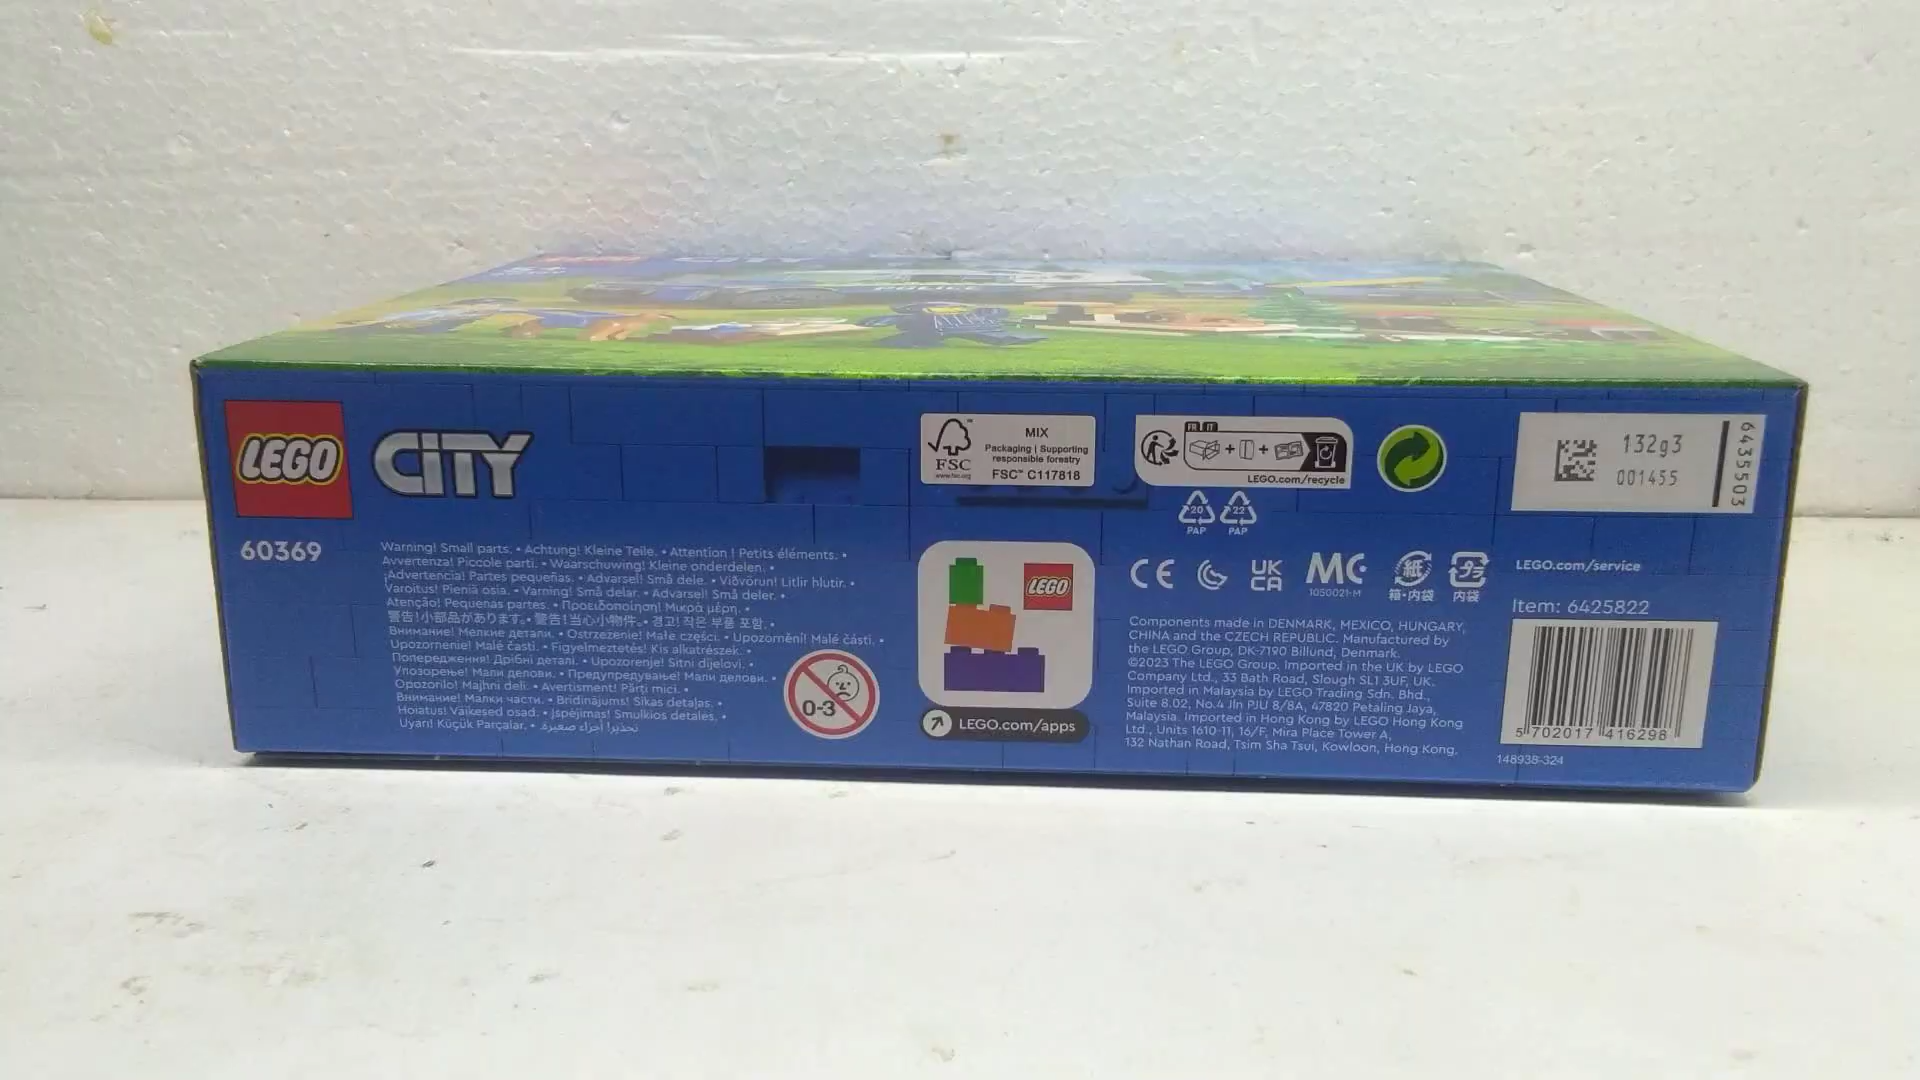 POLICE
LEGO
CITY
60369
Warning! Small parts. • Achtung! Kleine Teile. • Attention ! Petits éléments. •
Avvertenza! Piccole parti. • Waarschuwing! Kleine onderdelen. •
¡Advertencia! Partes pequeñas. • Advarsel! Små dele. • Viðvörun! Litlir hlutir. •
Varoitus! Pieniä osia. • Varning! Små delar. • Advarsel! Små deler. •
Atenção! Pequenas partes. • Προειδοποίηση! Μικρά μέρη. •
警告!小部品があります。• 警告!当心小物件。• 경고! 작은 부품 포함. •
Внимание! Мелкие детали. • Ostrzeżenie! Małe części. • Upozornění! Malé části. •
Upozornenie! Malé časti. • Figyelmeztetés! Kis alkatrészek. •
Попередження! Дрібні деталі. • Upozorenje! Sitni dijelovi. •
Упозорење! Мали делови. • Предупредување! Мали делови. •
Opozorilo! Majhni deli. • Avertisment! Părți mici. •
Внимание! Малки части. • Brīdinājums! Sīkas detaļas. •
Hoiatus! Väikesed osad. • Įspėjimas! Smulkios detalės. •
Uyarı! Küçük Parçalar. • تحذير! أجزاء صغيرة.
0-3
FSC
www.fsc.org
MIX
Packaging | Supporting
responsible forestry
FSC™ C117818
LEGO
LEGO.com/apps
FR IT
LEGO.com/recycle
20 22
PAP PAP
CE UK CA
1050021-M
紙 プラ
箱・内袋 内袋
Components made in DENMARK, MEXICO, HUNGARY,
CHINA and the CZECH REPUBLIC. Manufactured by
the LEGO Group, DK-7190 Billund, Denmark.
©2023 The LEGO Group. Imported in the UK by LEGO
Company Ltd., 33 Bath Road, Slough SL1 3UF, UK.
Imported in Malaysia by LEGO Trading Sdn. Bhd.,
Suite 8.02, No.4 Jln PJU 8/8A, 47820 Petaling Jaya,
Malaysia. Imported in Hong Kong by LEGO Hong Kong
Ltd., Units 1610-11, 16/F, Mira Place Tower A,
132 Nathan Road, Tsim Sha Tsui, Kowloon, Hong Kong.
132g3
001455
6435503
LEGO.com/service
Item: 6425822
5 702017 416298
148938-324